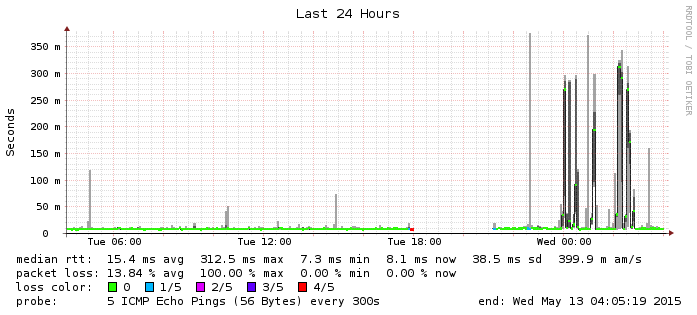 Last 24 Hours
RRDTOOL / TOBI OETIKER
Seconds
350 m
300 m
250 m
200 m
150 m
100 m
50 m
0
Tue 06:00 Tue 12:00 Tue 18:00 Wed 00:00
median rtt: 15.4 ms avg 312.5 ms max 7.3 ms min 8.1 ms now 38.5 ms sd 399.9 m am/s
packet loss: 13.84 % avg 100.00 % max 0.00 % min 0.00 % now
loss color: 0 1/5 2/5 3/5 4/5
probe: 5 ICMP Echo Pings (56 Bytes) every 300s end: Wed May 13 04:05:19 2015